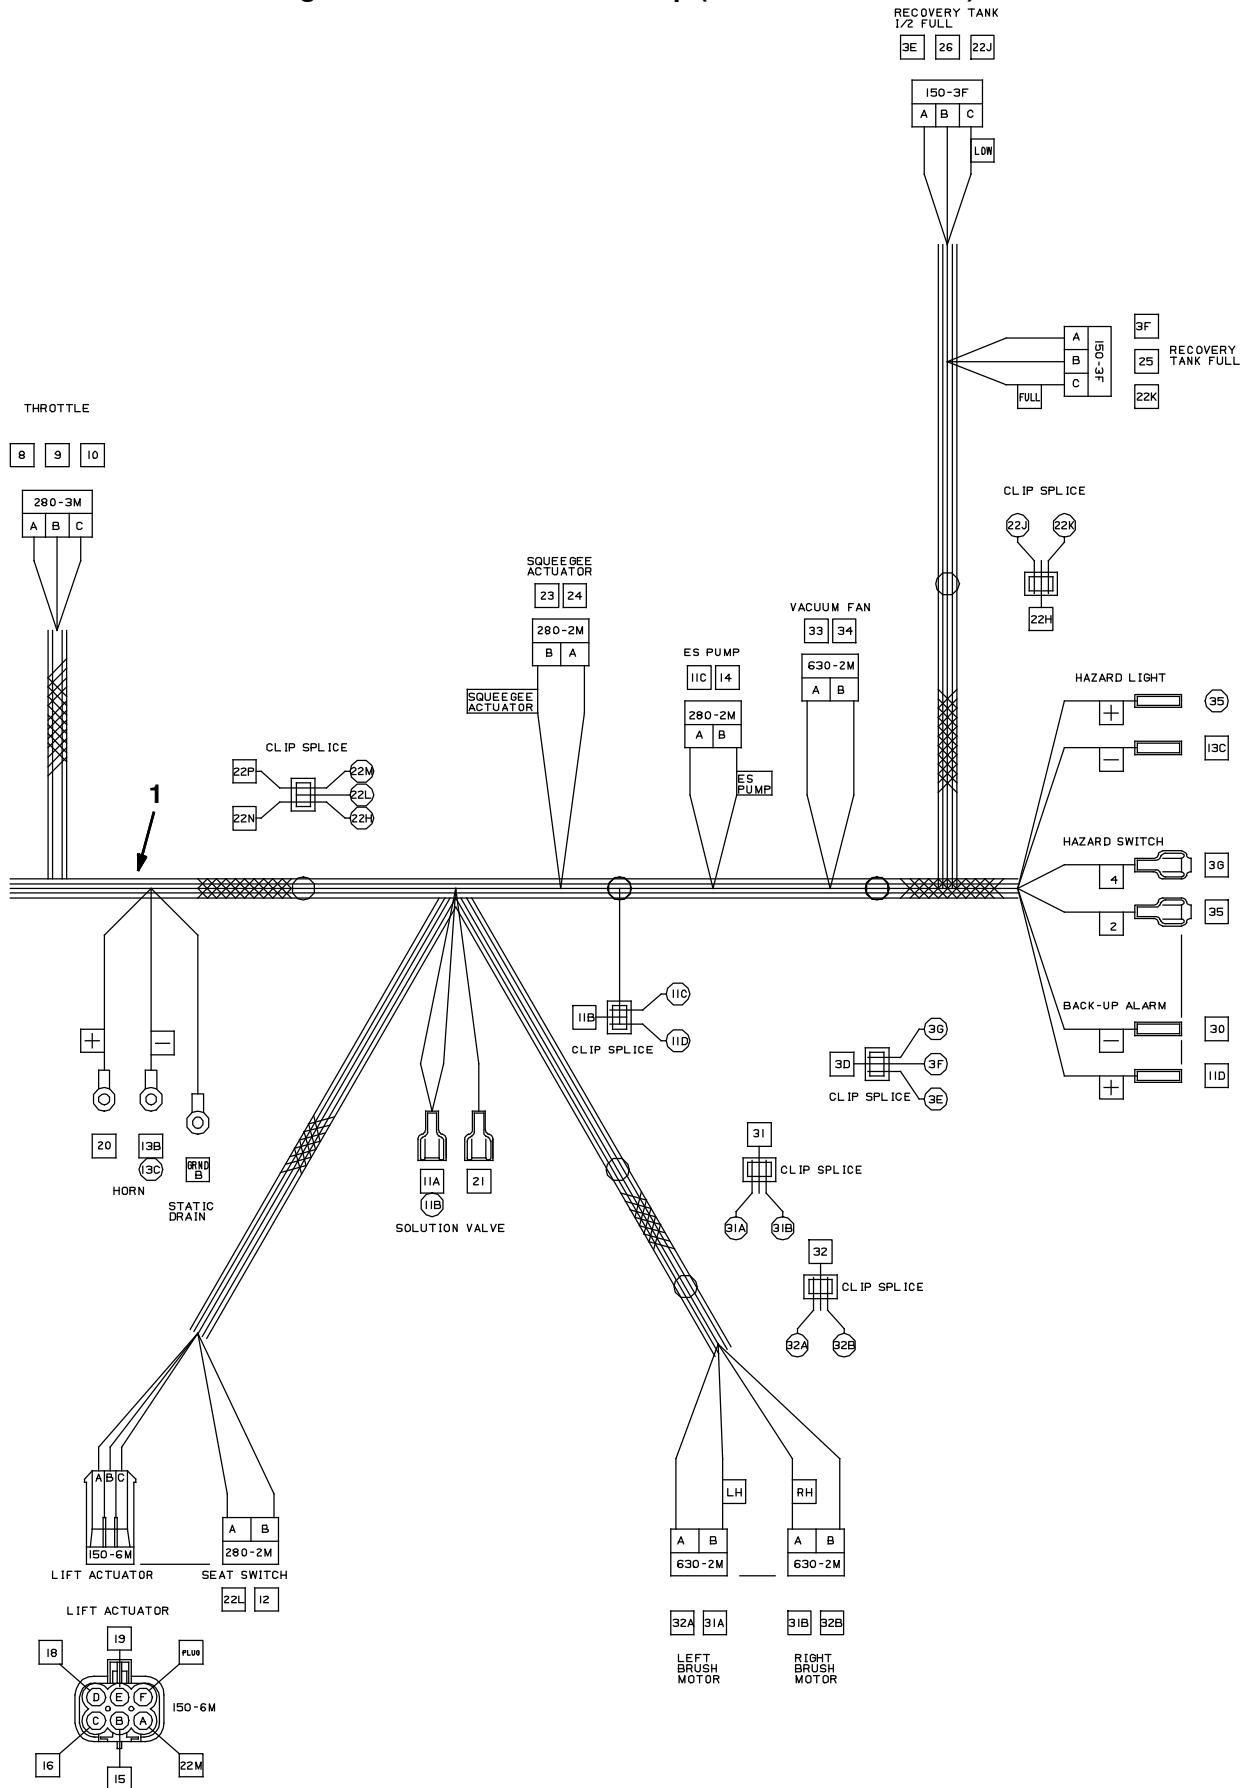 RECOVERY TANK
1/2 FULL
3E 26 22J
150-3F
A B C
LOW
A
B
C
150-3F
FULL
3F
25
22K
RECOVERY
TANK FULL
THROTTLE
8 9 10
280-3M
A B C
CLIP SPLICE
22J 22K
22H
SQUEEGEE
ACTUATOR
23 24
280-2M
B A
SQUEEGEE
ACTUATOR
ES PUMP
11C 14
280-2M
A B
ES
PUMP
VACUUM FAN
33 34
630-2M
A B
HAZARD LIGHT
+ 35
- 13C
CLIP SPLICE
22P 22M
22L
22N 22H
1
HAZARD SWITCH
4 3G
2 35
BACK-UP ALARM
- 30
+ 11D
11B 11C
11D
CLIP SPLICE
3D 3G
3F
3E
CLIP SPLICE
+ -
20 13B
13C
HORN
GRND
B
STATIC
DRAIN
11A 21
11B
SOLUTION VALVE
31
CLIP SPLICE
31A 31B
32
CLIP SPLICE
32A 32B
A B C
150-6M
LIFT ACTUATOR
A B
280-2M
SEAT SWITCH
22L 12
LH RH
A B
630-2M
A B
630-2M
32A 31A
31B 32B
LEFT
BRUSH
MOTOR
RIGHT
BRUSH
MOTOR
LIFT ACTUATOR
18 19 PLUG
D E F
C B A
150-6M
16 15 22M